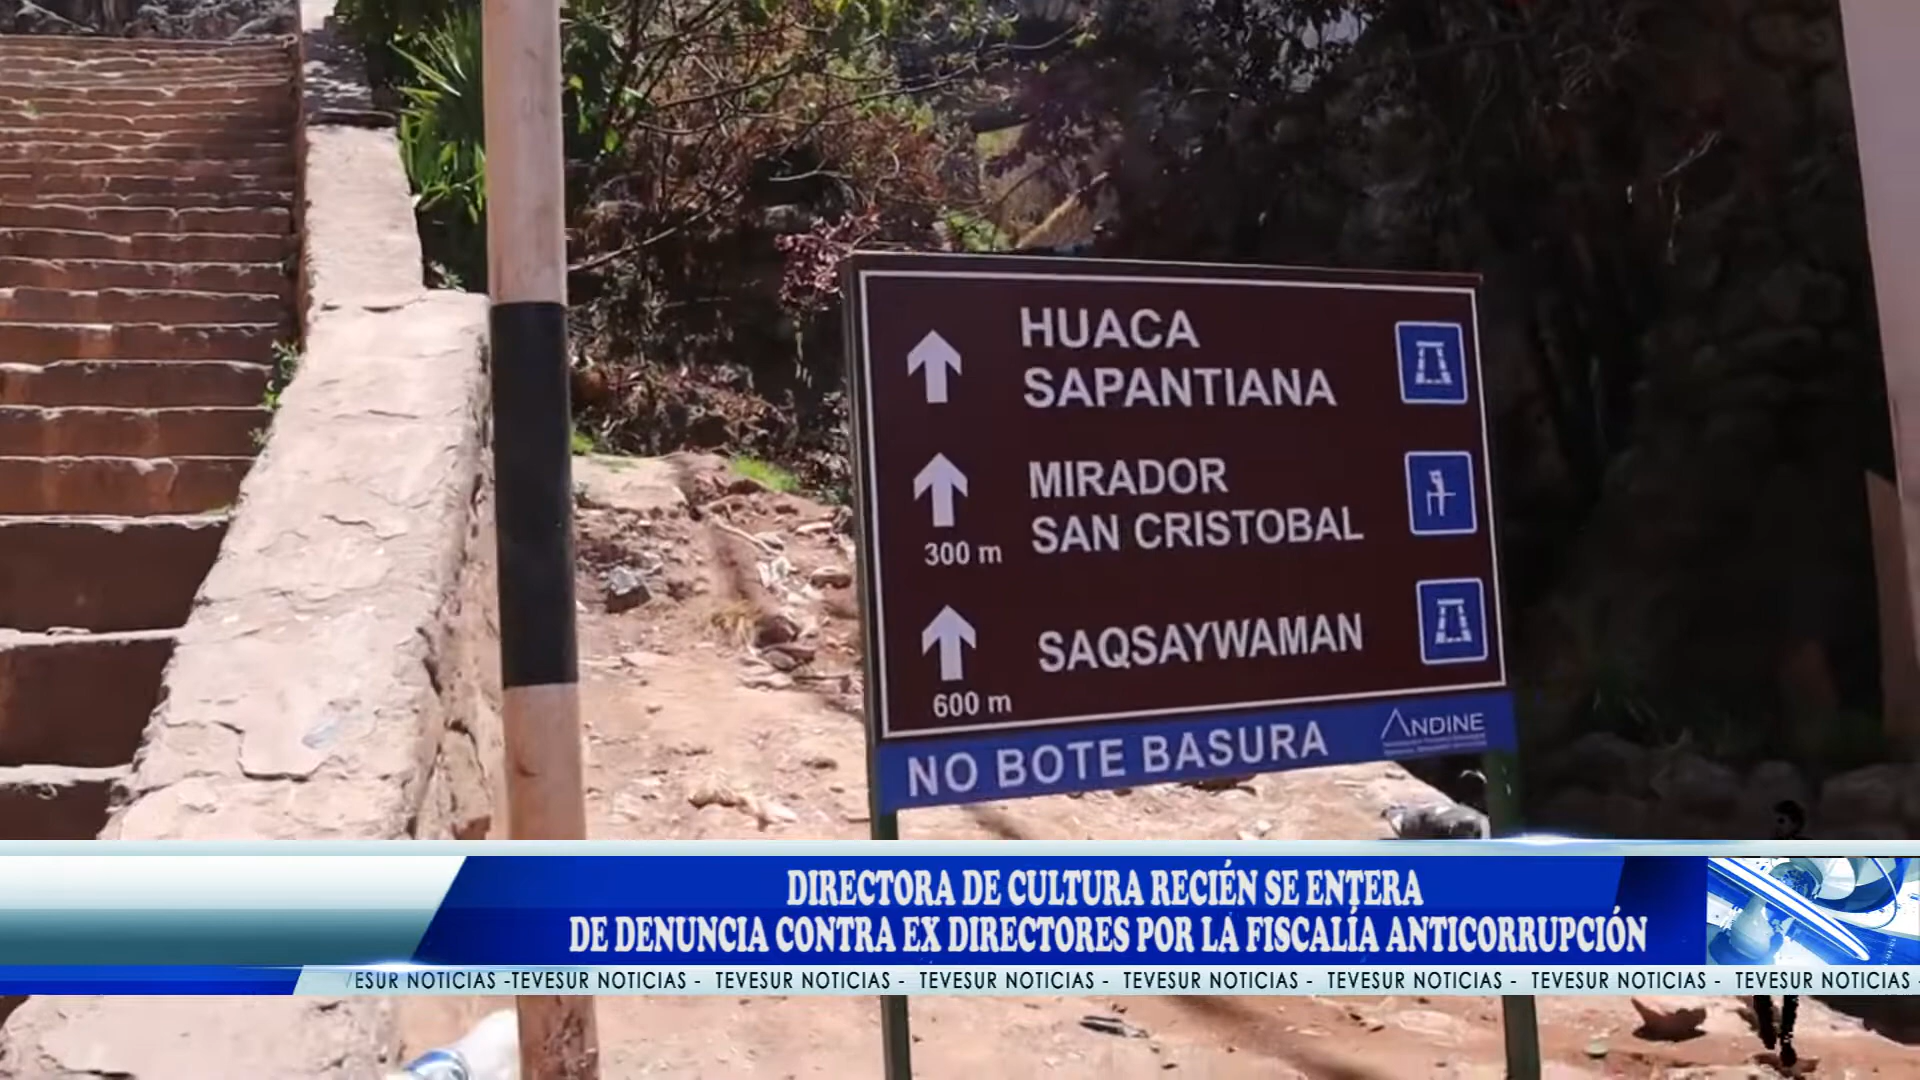 HUACA
SAPANTIANA
MIRADOR
SAN CRISTOBAL
300 m
SAQSAYWAMAN
600 m
NO BOTE BASURA
ANDINE
DIRECTORA DE CULTURA RECIÉN SE ENTERA
DE DENUNCIA CONTRA EX DIRECTORES POR LA FISCALÍA ANTICORRUPCIÓN
NOTICIAS -TEVESUR NOTICIAS - TEVESUR NOTICIAS - TEVESUR NOTICIAS - TEVESUR NOTICIAS - TEVESUR NOTICIAS - TEVESUR NOTICIAS - TEVESUR NOTICIAS -